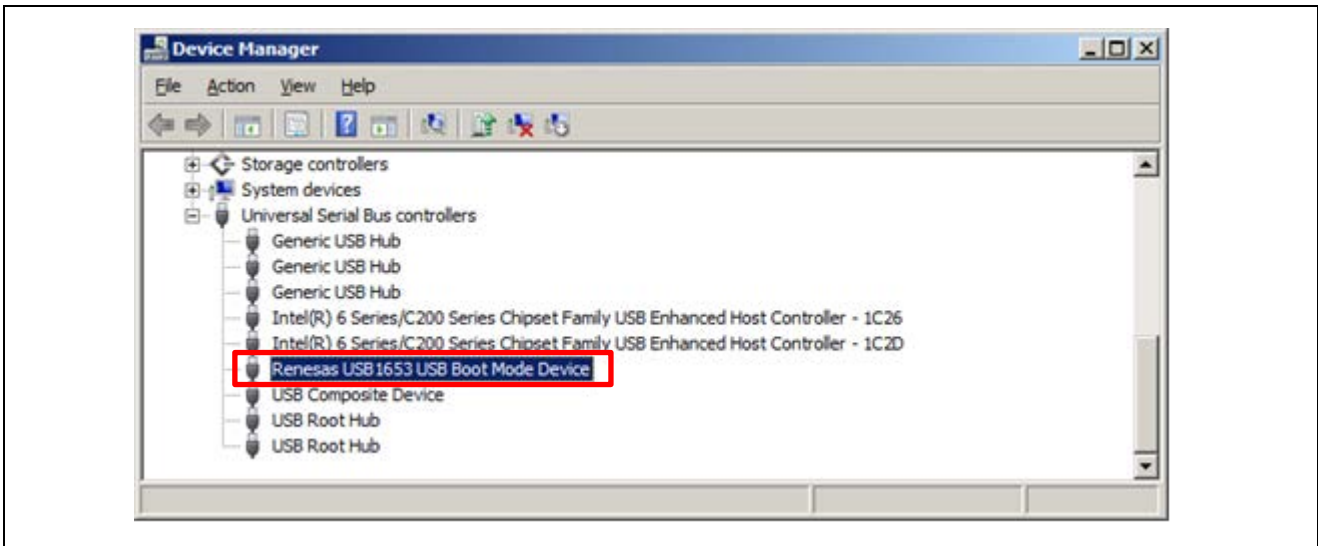 Device Manager
File Action View Help
Storage controllers
System devices
Universal Serial Bus controllers
Generic USB Hub
Generic USB Hub
Generic USB Hub
Intel(R) 6 Series/C200 Series Chipset Family USB Enhanced Host Controller - 1C26
Intel(R) 6 Series/C200 Series Chipset Family USB Enhanced Host Controller - 1C2D
Renesas USB1653 USB Boot Mode Device
USB Composite Device
USB Root Hub
USB Root Hub